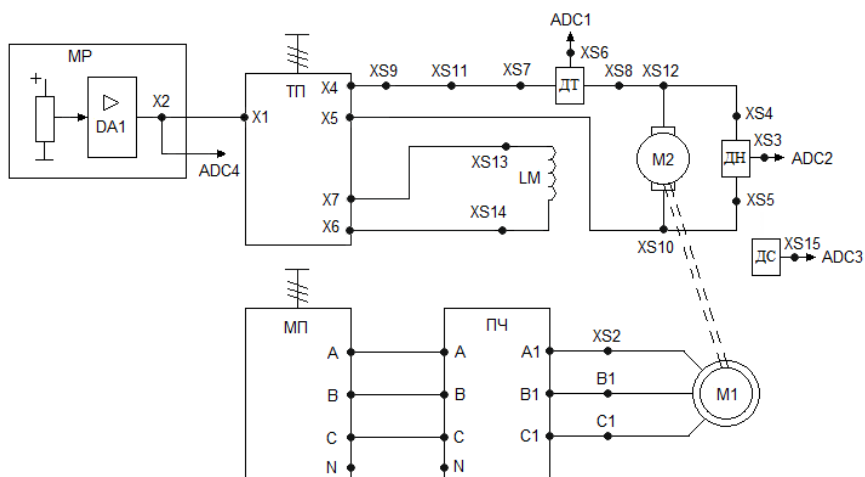 ADC1
МР
XS6
ТП
X4
XS9
XS11
XS7
ДТ
XS8
XS12
+
DA1
X2
X1
X5
XS4
XS3
ДН
ADC2
M2
ADC4
XS13
LM
X7
XS5
XS14
X6
XS10
XS15
ДС
ADC3
МП
ПЧ
XS2
A
A
A1
B
B
B1
B1
M1
C
C
C1
C1
N
N